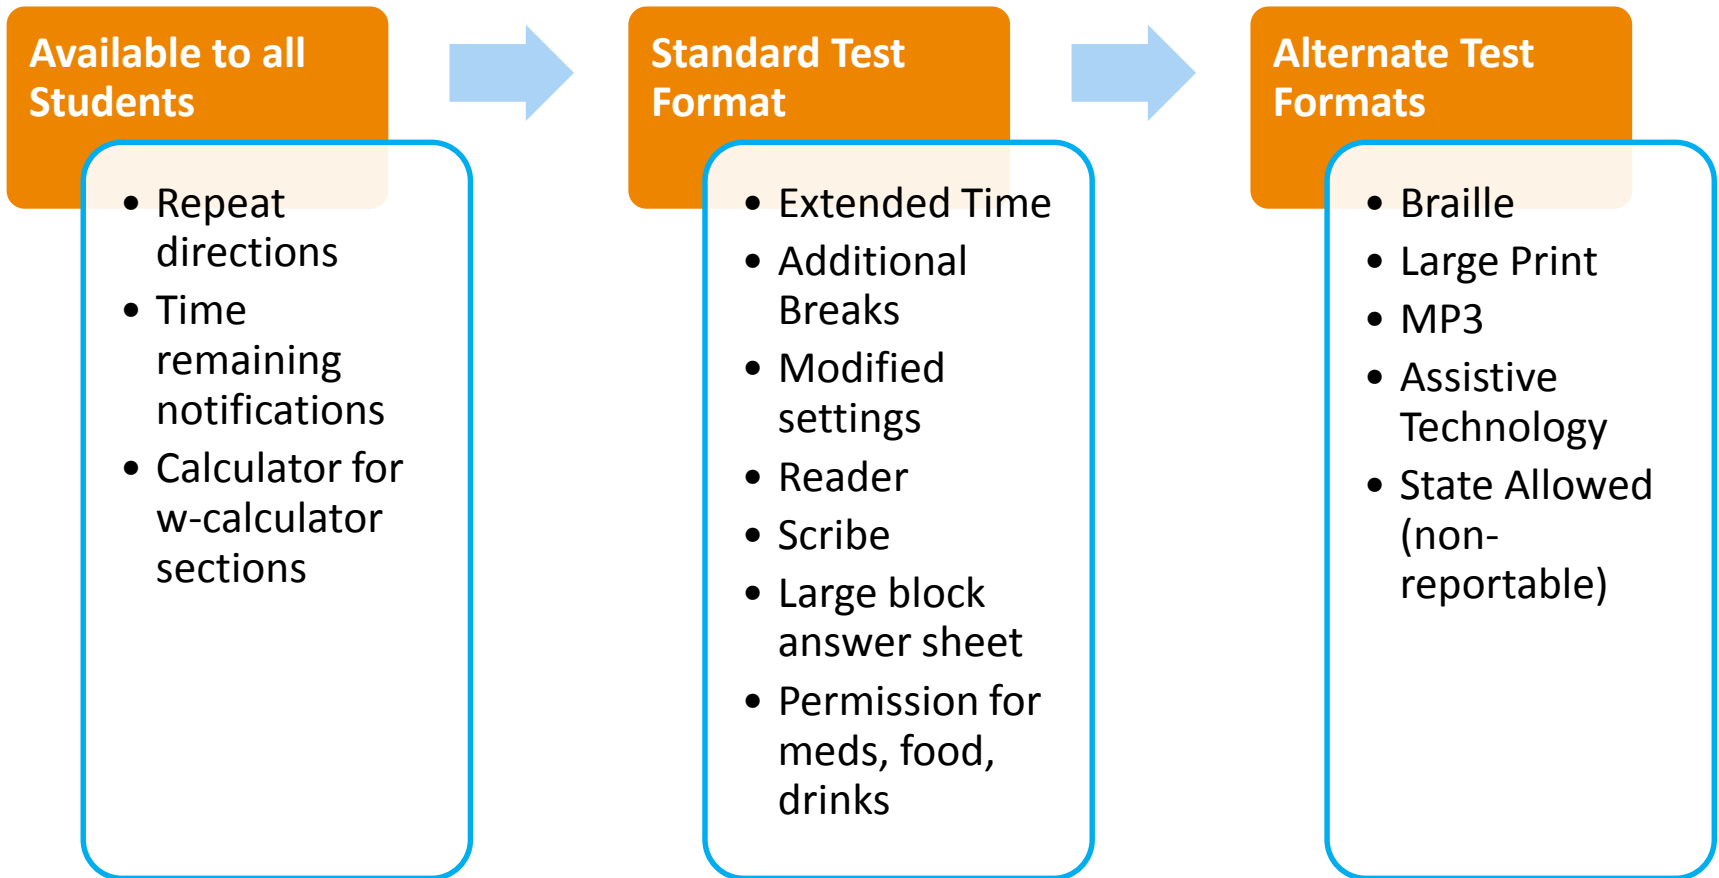 Available to all
Students
• Repeat
directions
• Time
remaining
notifications
• Calculator for
w-calculator
sections
Standard Test
Format
• Extended Time
• Additional
Breaks
• Modified
settings
• Reader
• Scribe
• Large block
answer sheet
• Permission for
meds, food,
drinks
Alternate Test
Formats
• Braille
• Large Print
• MP3
• Assistive
Technology
• State Allowed
(non-
reportable)